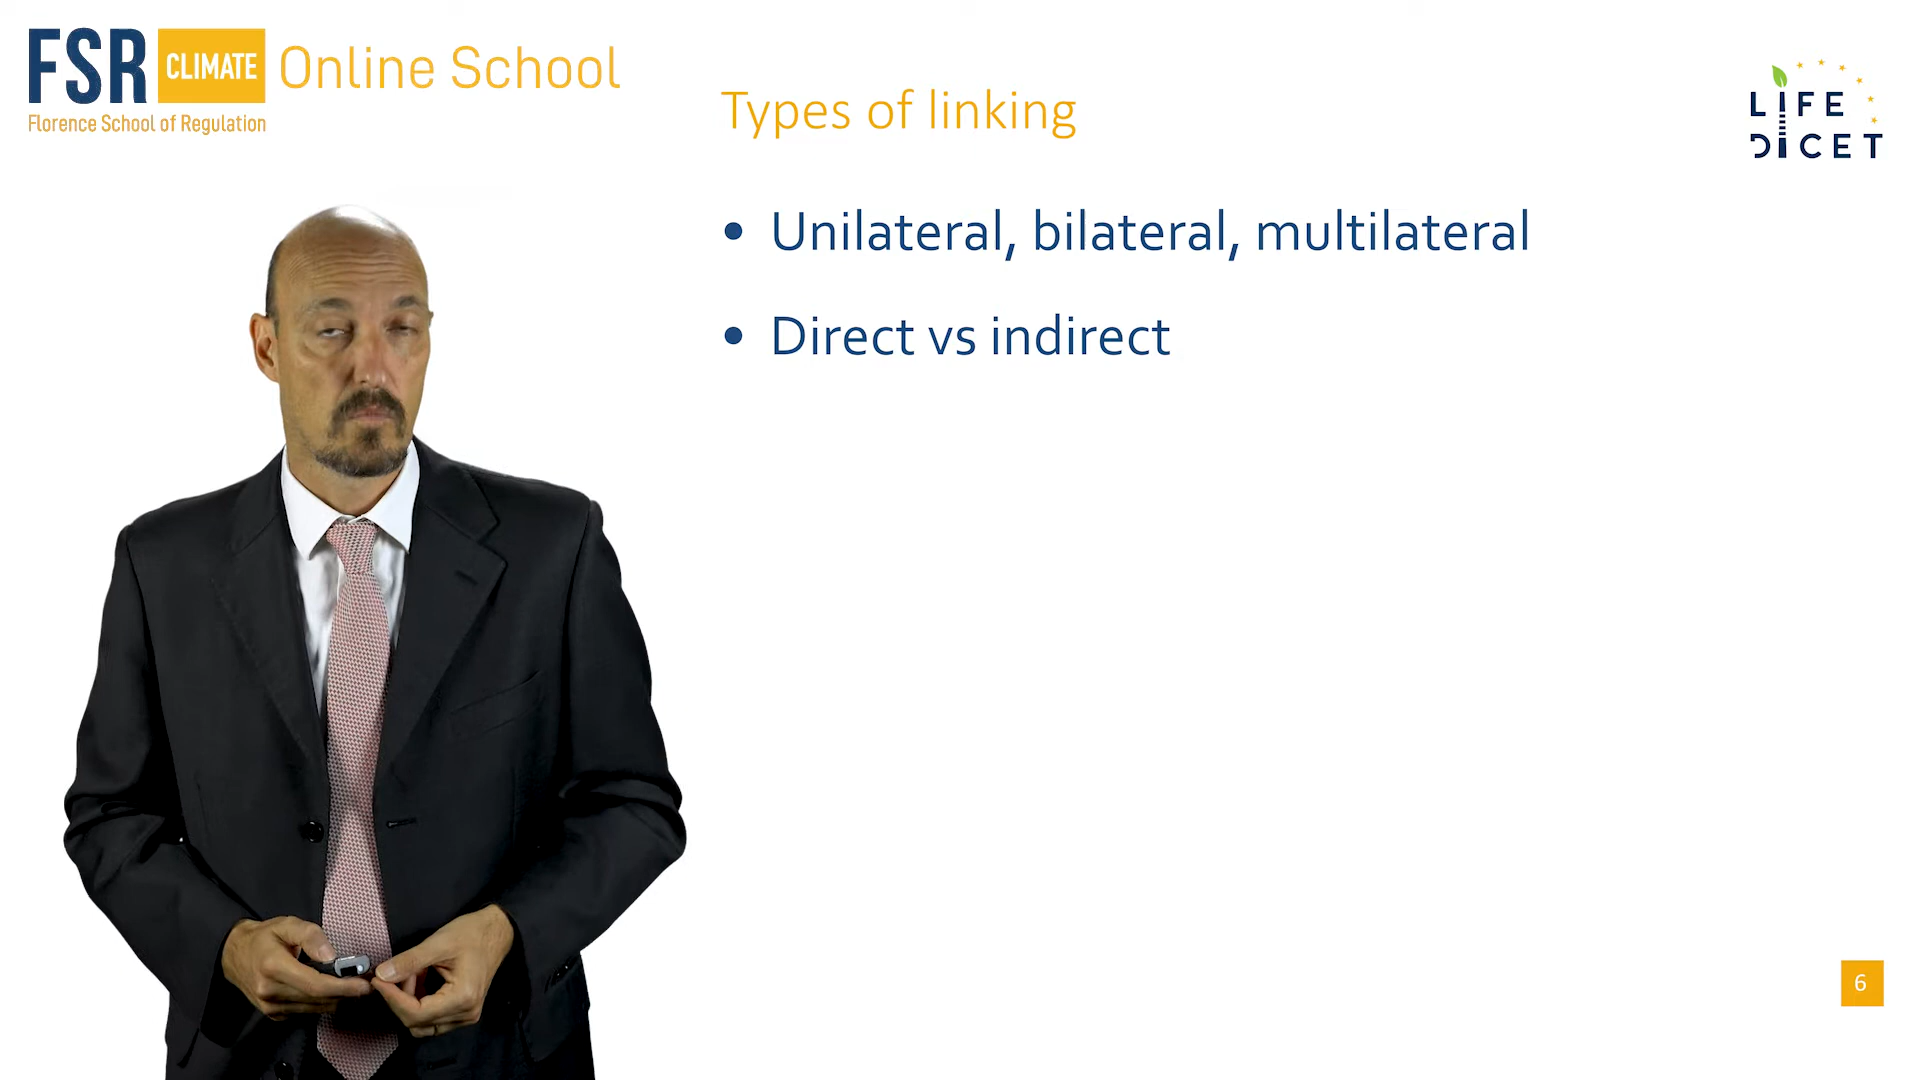 FSR CLIMATE Online School
Florence School of Regulation
Types of linking
LIFE
DICET
• Unilateral, bilateral, multilateral
• Direct vs indirect
6